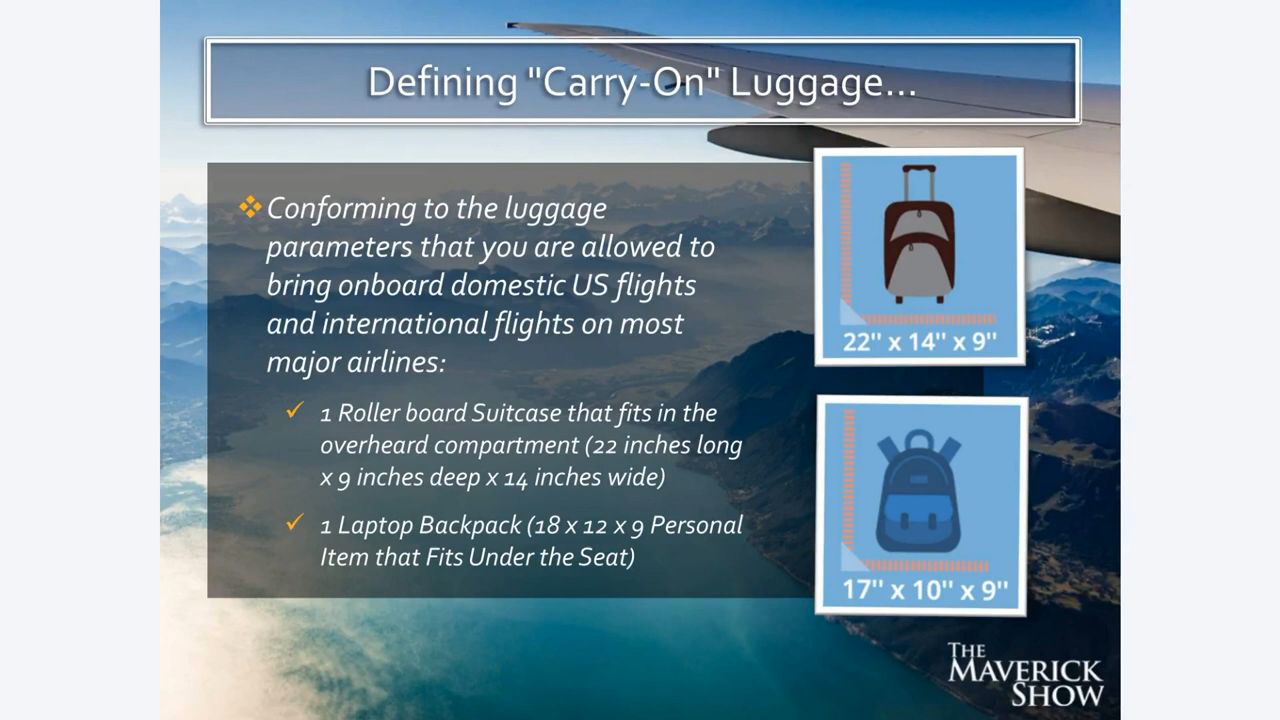 Defining "Carry-On" Luggage...
Conforming to the luggage
parameters that you are allowed to
bring onboard domestic US flights
and international flights on most
major airlines:
1 Roller board Suitcase that fits in the
overheard compartment (22 inches long
x 9 inches deep x 14 inches wide)
1 Laptop Backpack (18 x 12 x 9 Personal
Item that Fits Under the Seat)
22" x 14" x 9"
17" x 10" x 9"
THE
MAVERICK
SHOW